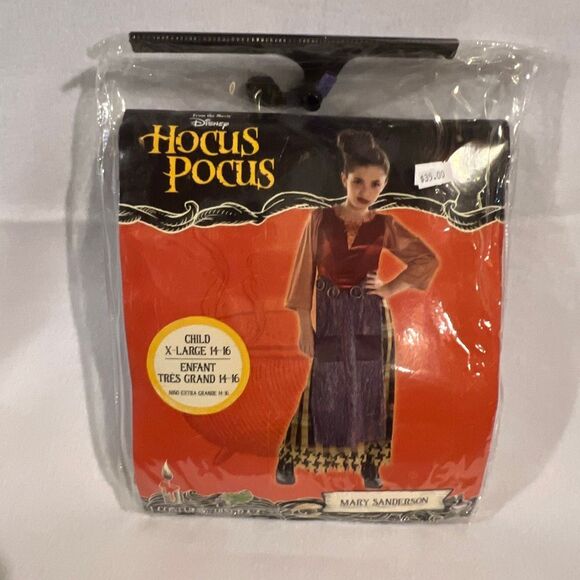 From the Movie
Disney
HOCUS
POCUS
$35.00
CHILD
X-LARGE 14-16
ENFANT
TRÈS GRAND 14-16
NIÑO EXTRA GRANDE 14-16
MARY SANDERSON